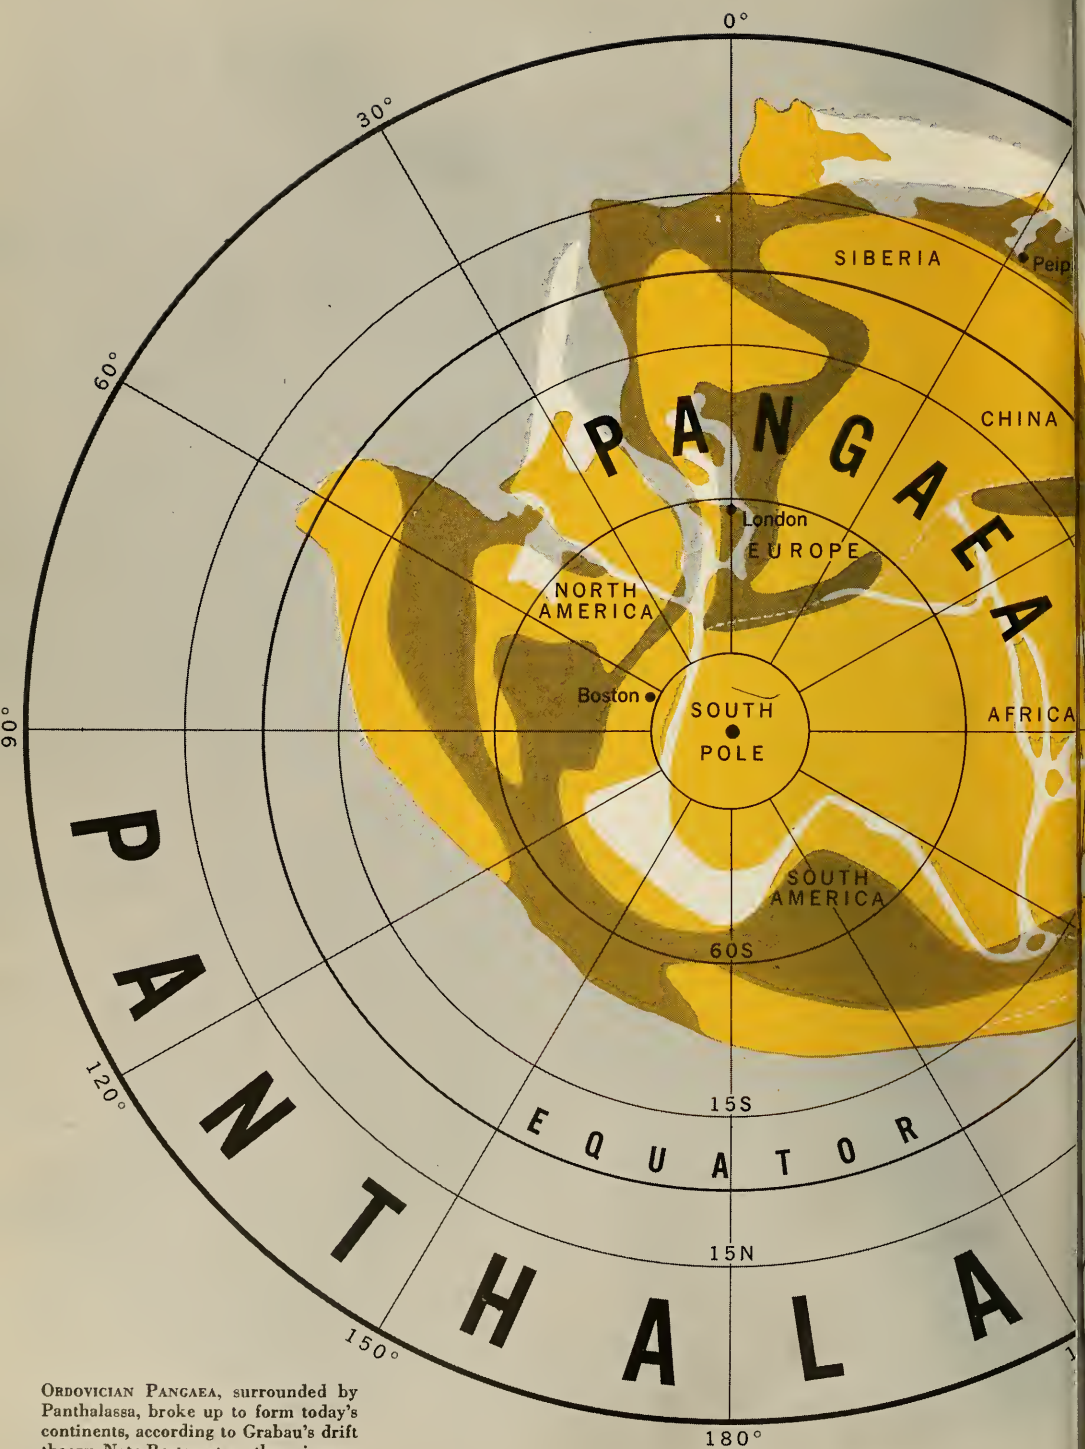 0°
30°
60°
90°
120°
150°
180°
SIBERIA
Peip
CHINA
PANGAEA
London
EUROPE
NORTH
AMERICA
Boston
SOUTH
POLE
AFRICA
SOUTH
AMERICA
60S
15S
EQUATOR
15N
PANTHALA
ORDOVICIAN PANGAEA, surrounded by
Panthalassa, broke up to form today's
continents, according to Grabau's drift